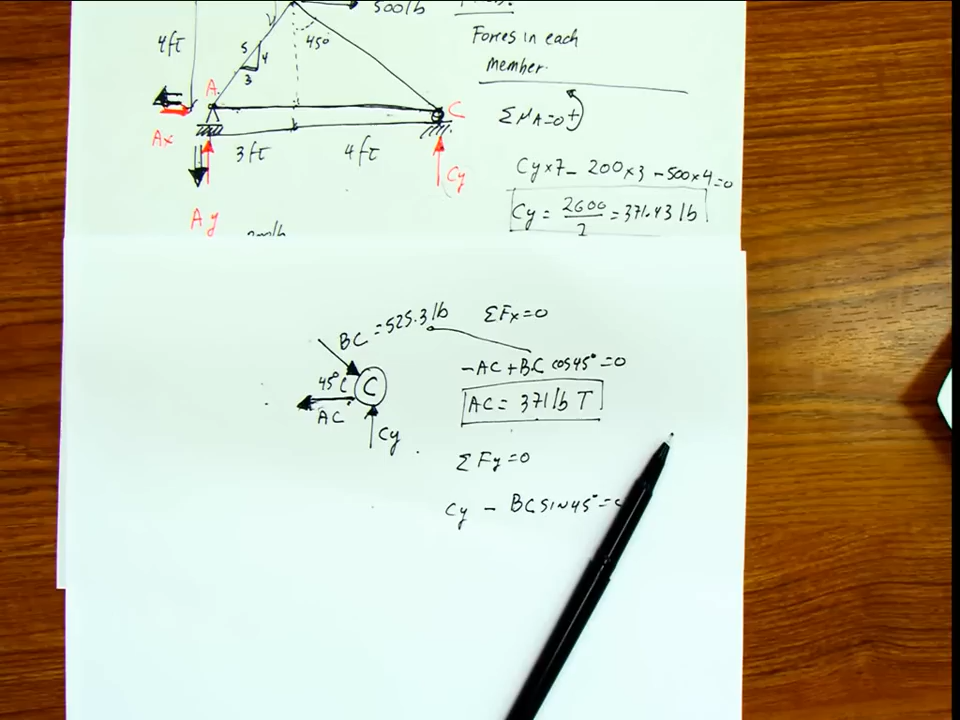 500lb
Forces in each
member.
4ft
5
4
3
45°
A
C
ΣMA=0 +
Ax
3ft
4ft
Cy
Cy×7 - 200×3 - 500×4=0
Cy = 2600/2 = 371.43 lb
Ay
BC = 525.3 lb
ΣFx=0
-AC + BC cos45° = 0
45°
C
AC
AC = 371 lb T
Cy
ΣFy=0
Cy - BC sin45° =